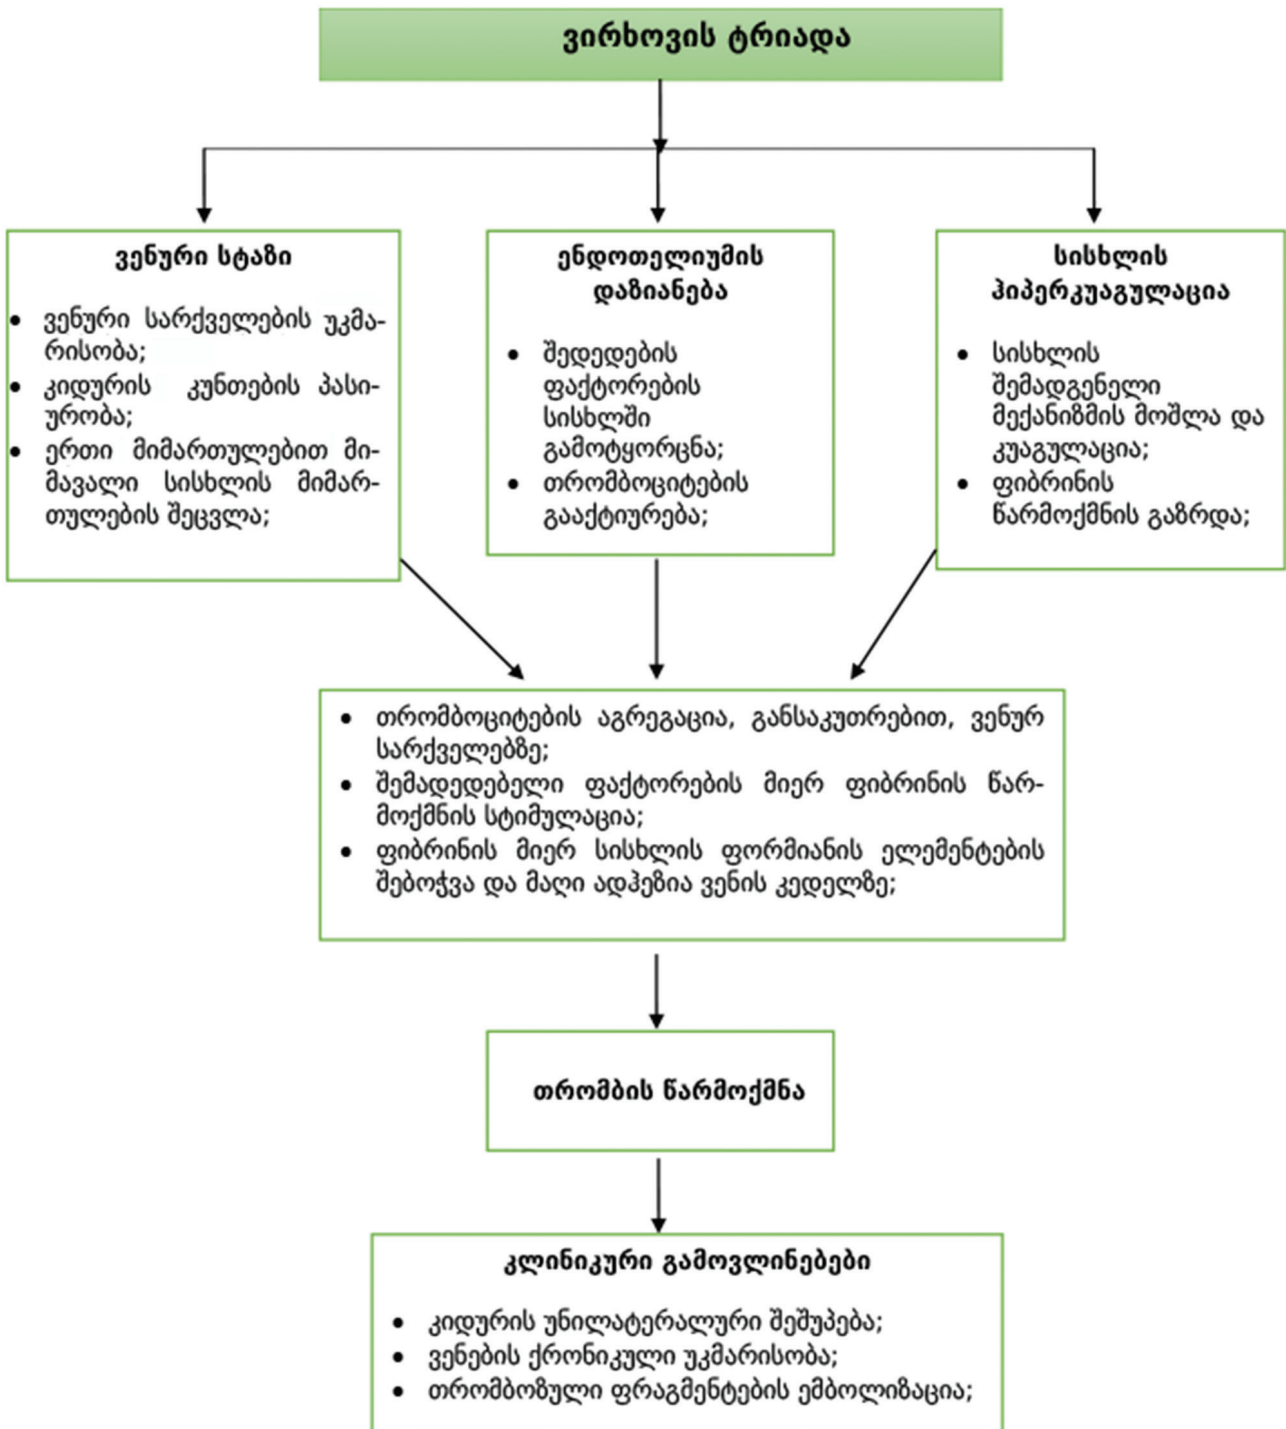 ვირხოვის ტრიადა
ვენური სტაზი
• ვენური სარქველების უკმა-
რისობა;
• კიდურის კუნთების პასი-
ურობა;
• ერთი მიმართულებით მი-
მავალი სისხლის მიმარ-
თულების შეცვლა;
ენდოთელიუმის
დაზიანება
• შედედების
ფაქტორების
სისხლში
გამოტყორცნა;
• თრომბოციტების
გააქტიურება;
სისხლის
ჰიპერკუაგულაცია
• სისხლის
შემადგენელი
მექანიზმის მოშლა და
კუაგულაცია;
• ფიბრინის
წარმოქმნის გაზრდა;
• თრომბოციტების აგრეგაცია, განსაკუთრებით, ვენურ
სარქველებზე;
• შემადედებელი ფაქტორების მიერ ფიბრინის წარ-
მოქმნის სტიმულაცია;
• ფიბრინის მიერ სისხლის ფორმიანის ელემენტების
შებოჭვა და მაღი ადჰეზია ვენის კედელზე;
თრომბის წარმოქმნა
კლინიკური გამოვლინებები
• კიდურის უნილატერალური შეშუპება;
• ვენების ქრონიკული უკმარისობა;
• თრომბოზული ფრაგმენტების ემბოლიზაცია;